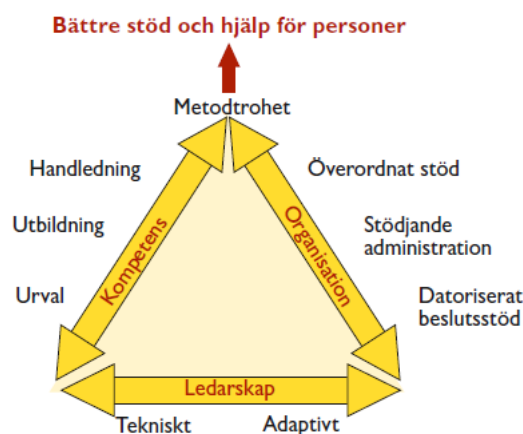 Bättre stöd och hjälp för personer
Metodtrohet
Handledning
Överordnat stöd
Utbildning
Kompetens
Organisation
Stödjande
administration
Urval
Datoriserat
beslutsstöd
Ledarskap
Tekniskt
Adaptivt